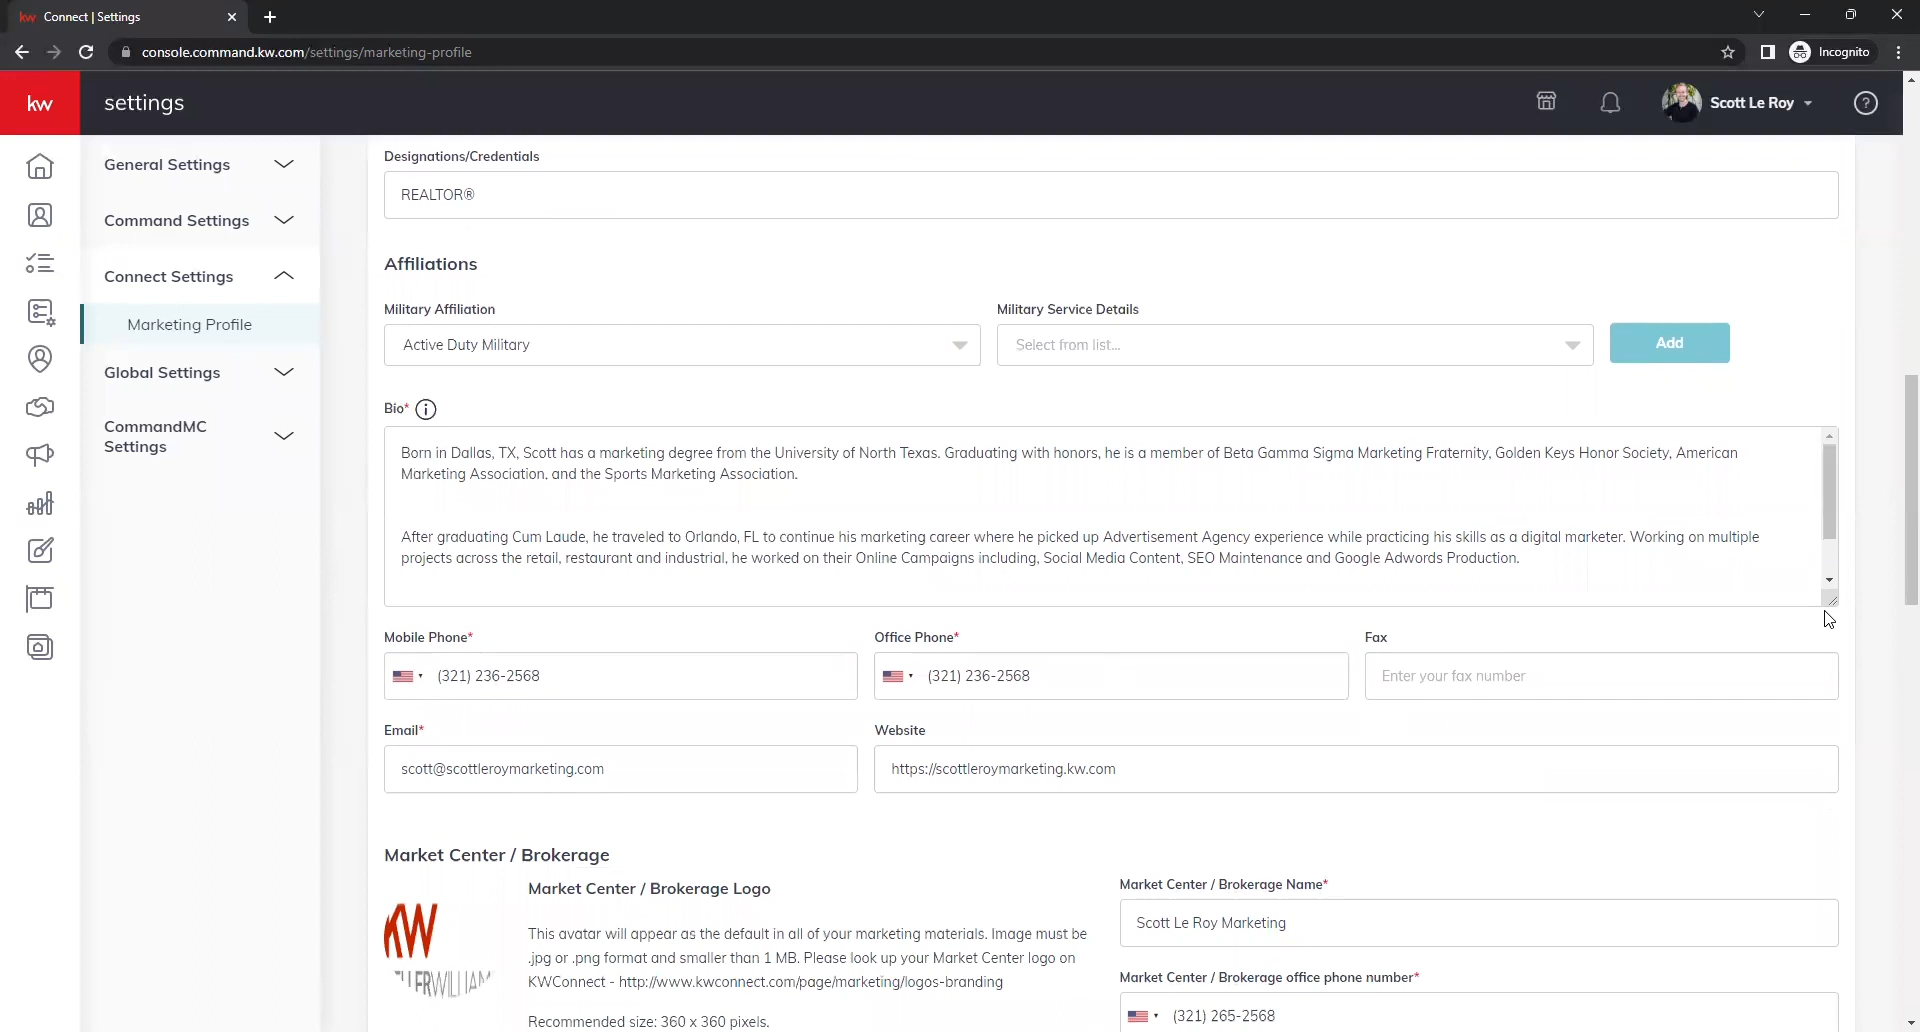 kw Connect | Settings
console.command.kw.com/settings/marketing-profile
Incognito
kw
settings
Scott Le Roy
General Settings
Command Settings
Connect Settings
Marketing Profile
Global Settings
CommandMC
Settings
Designations/Credentials
REALTOR®
Affiliations
Military Affiliation
Military Service Details
Active Duty Military
Select from list...
Add
Bio*
Born in Dallas, TX, Scott has a marketing degree from the University of North Texas. Graduating with honors, he is a member of Beta Gamma Sigma Marketing Fraternity, Golden Keys Honor Society, American
Marketing Association, and the Sports Marketing Association.
After graduating Cum Laude, he traveled to Orlando, FL to continue his marketing career where he picked up Advertisement Agency experience while practicing his skills as a digital marketer. Working on multiple
projects across the retail, restaurant and industrial, he worked on their Online Campaigns including, Social Media Content, SEO Maintenance and Google Adwords Production.
Mobile Phone*
Office Phone*
Fax
(321) 236-2568
(321) 236-2568
Enter your fax number
Email*
Website
scott@scottleroymarketing.com
https://scottleroymarketing.kw.com
Market Center / Brokerage
Market Center / Brokerage Logo
KW
This avatar will appear as the default in all of your marketing materials. Image must be
.jpg or .png format and smaller than 1 MB. Please look up your Market Center logo on
KWConnect - http://www.kwconnect.com/page/marketing/logos-branding
Recommended size: 360 x 360 pixels.
Market Center / Brokerage Name*
Scott Le Roy Marketing
Market Center / Brokerage office phone number*
(321) 265-2568